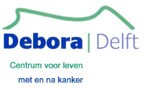 Debora | Delft
Centrum voor leven
met en na kanker